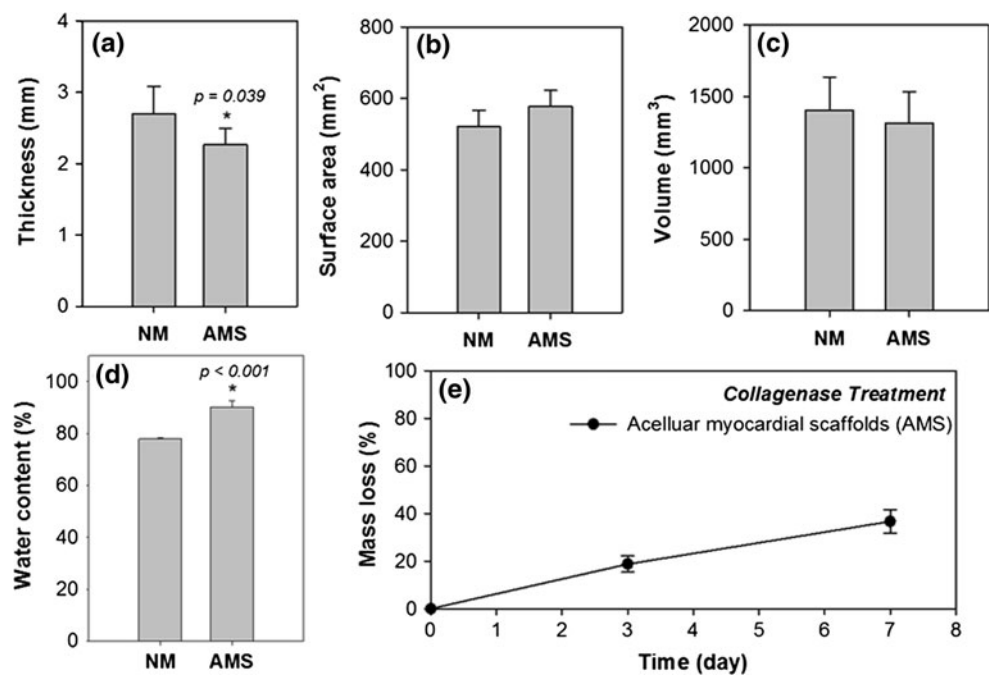 (a)
Thickness (mm)
4
3
2
1
0
p = 0.039
*
NM AMS
(b)
Surface area (mm²)
800
600
400
200
0
NM AMS
(c)
Volume (mm³)
2000
1500
1000
500
0
NM AMS
(d)
Water content (%)
100
80
60
40
20
0
p < 0.001
*
NM AMS
(e)
Collagenase Treatment
Acelluar myocardial scaffolds (AMS)
Mass loss (%)
100
80
60
40
20
0
0 1 2 3 4 5 6 7 8
Time (day)